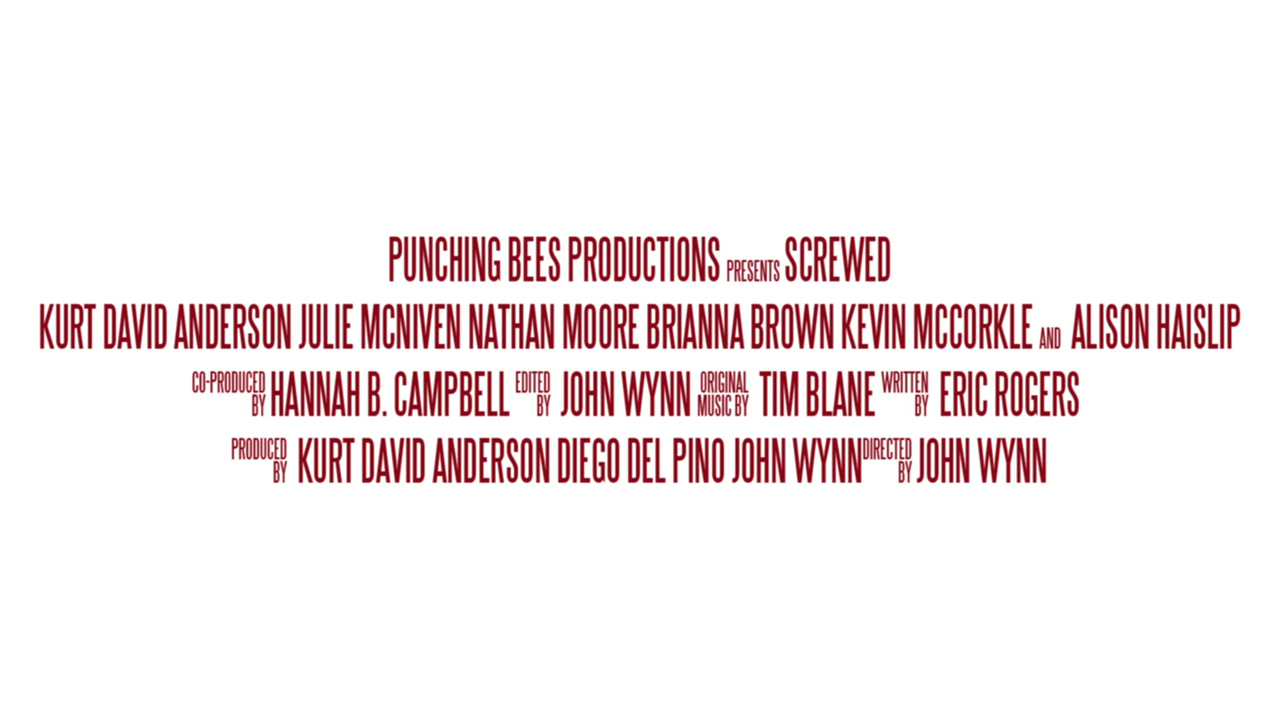 PUNCHING BEES PRODUCTIONS PRESENTS SCREWED
KURT DAVID ANDERSON JULIE MCNIVEN NATHAN MOORE BRIANNA BROWN KEVIN MCCORKLE AND ALISON HAISLIP
CO-PRODUCED BY HANNAH B. CAMPBELL EDITED BY JOHN WYNN ORIGINAL MUSIC BY TIM BLANE WRITTEN BY ERIC ROGERS
PRODUCED BY KURT DAVID ANDERSON DIEGO DEL PINO JOHN WYNN DIRECTED BY JOHN WYNN